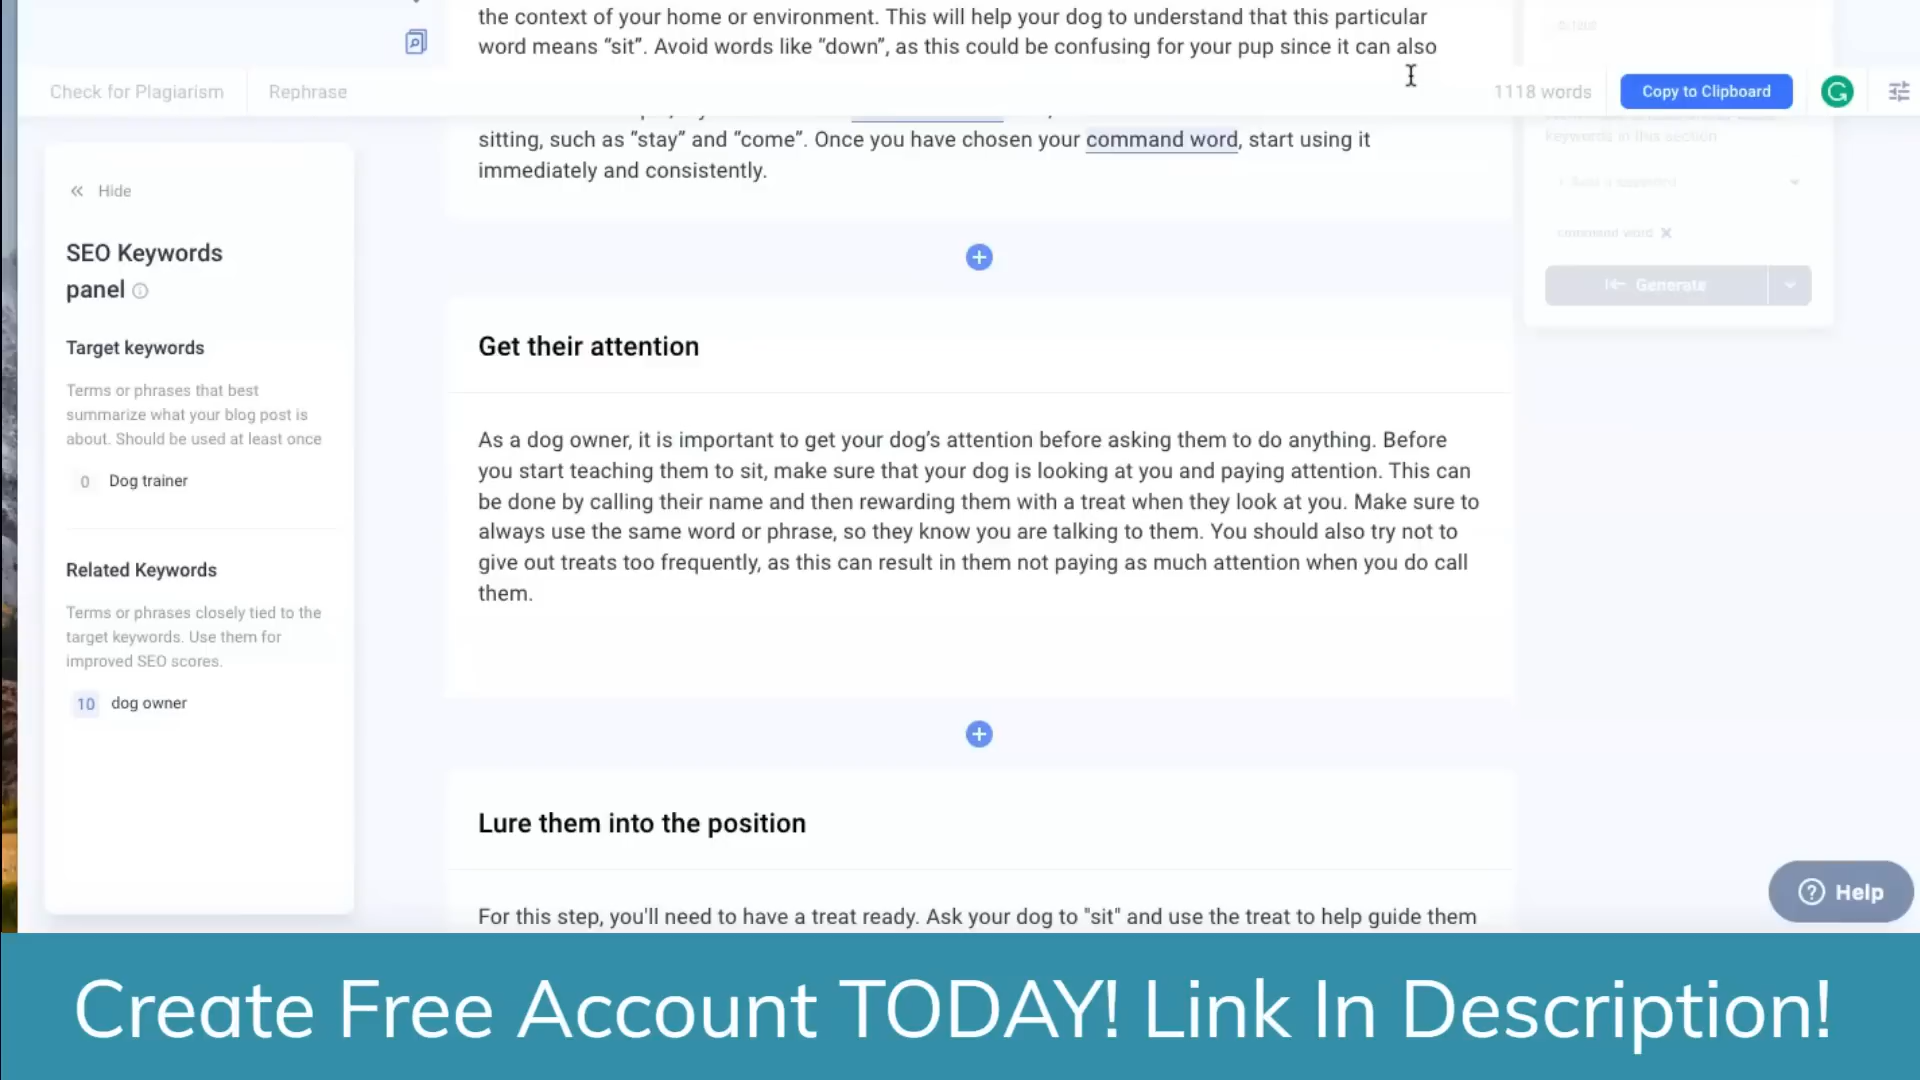 the context of your home or environment. This will help your dog to understand that this particular
word means “sit”. Avoid words like “down”, as this could be confusing for your pup since it can also
Check for Plagiarism
Rephrase
1118 words
Copy to Clipboard
sitting, such as “stay” and “come”. Once you have chosen your command word, start using it
immediately and consistently.
keywords in this section
command word
Generate
Hide
SEO Keywords
panel
Target keywords
Terms or phrases that best
summarize what your blog post is
about. Should be used at least once
0 Dog trainer
Related Keywords
Terms or phrases closely tied to the
target keywords. Use them for
improved SEO scores.
10 dog owner
Get their attention
As a dog owner, it is important to get your dog’s attention before asking them to do anything. Before
you start teaching them to sit, make sure that your dog is looking at you and paying attention. This can
be done by calling their name and then rewarding them with a treat when they look at you. Make sure to
always use the same word or phrase, so they know you are talking to them. You should also try not to
give out treats too frequently, as this can result in them not paying as much attention when you do call
them.
Lure them into the position
For this step, you'll need to have a treat ready. Ask your dog to "sit" and use the treat to help guide them
Help
Create Free Account TODAY! Link In Description!